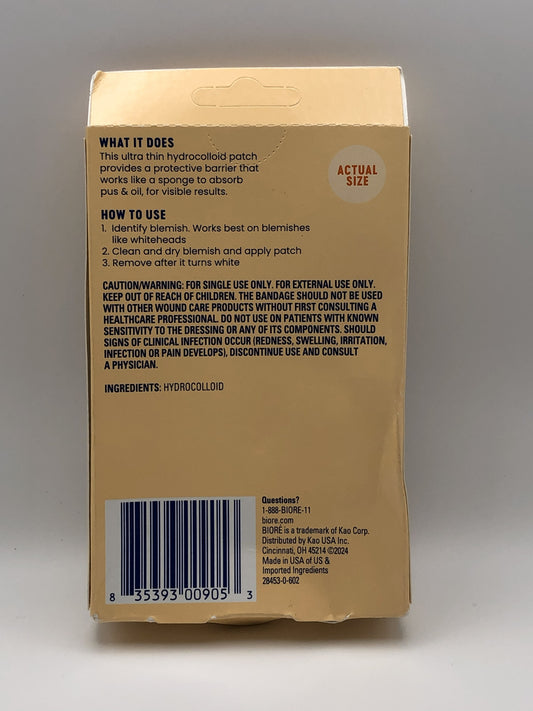 WHAT IT DOES
This ultra thin hydrocolloid patch
provides a protective barrier that
works like a sponge to absorb
pus & oil, for visible results.
ACTUAL
SIZE
HOW TO USE
1. Identify blemish. Works best on blemishes
like whiteheads
2. Clean and dry blemish and apply patch
3. Remove after it turns white
CAUTION/WARNING: FOR SINGLE USE ONLY. FOR EXTERNAL USE ONLY.
KEEP OUT OF REACH OF CHILDREN. THE BANDAGE SHOULD NOT BE USED
WITH OTHER WOUND CARE PRODUCTS WITHOUT FIRST CONSULTING A
HEALTHCARE PROFESSIONAL. DO NOT USE ON PATIENTS WITH KNOWN
SENSITIVITY TO THE DRESSING OR ANY OF ITS COMPONENTS. SHOULD
SIGNS OF CLINICAL INFECTION OCCUR (REDNESS, SWELLING, IRRITATION,
INFECTION OR PAIN DEVELOPS), DISCONTINUE USE AND CONSULT
A PHYSICIAN.
INGREDIENTS: HYDROCOLLOID
Questions?
1-888-BIORE-11
biore.com
BIORÉ is a trademark of Kao Corp.
Distributed by Kao USA Inc.
Cincinnati, OH 45214 ©2024
Made in USA of US &
Imported Ingredients
28453-0-602
8 35393 00905 3